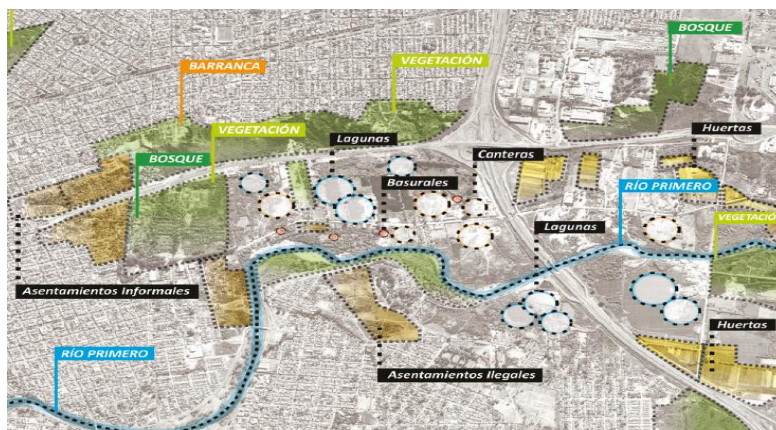 BOSQUE
BARRANCA
VEGETACIÓN
VEGETACIÓN
Lagunas
Huertas
BOSQUE
Canteras
Basurales
RÍO PRIMERO
Lagunas
VEGETACIÓ
Asentamientos Informales
Huertas
RÍO PRIMERO
Asentamientos Ilegales